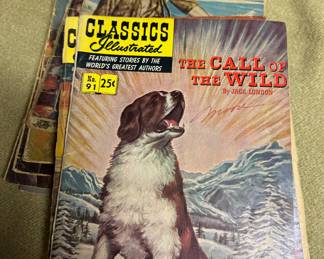 CLASSICS
Illustrated
FEATURING STORIES BY THE
WORLD'S GREATEST AUTHORS
No.
91
25¢
THE CALL OF
THE WILD
By JACK LONDON
C